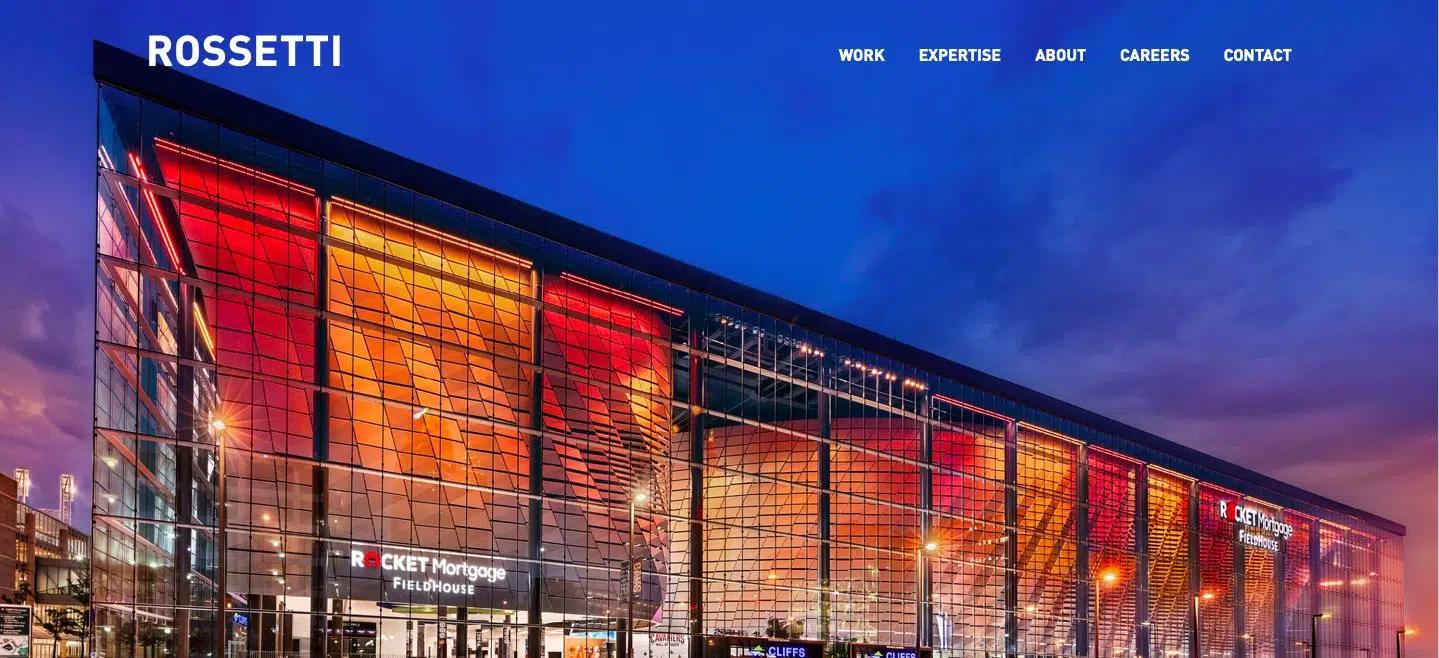 ROSSETTI
WORK EXPERTISE ABOUT CAREERS CONTACT
ROCKET Mortgage
FIELDHOUSE
ROCKET Mortgage
FIELDHOUSE
CAVALIERS
CLIFFS
CLIFFS